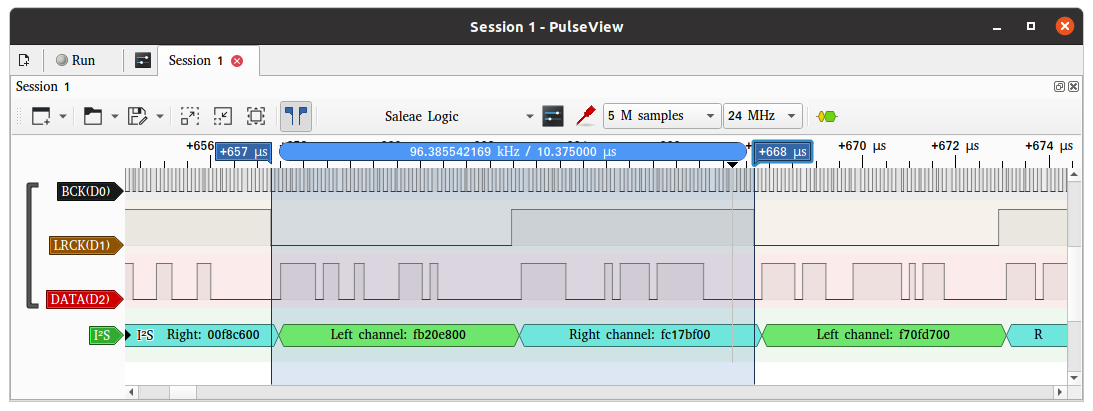 Session 1 - PulseView
Run
Session 1
Session 1
Saleae Logic
5 M samples
24 MHz
+656
+657 µs
96.385542169 kHz / 10.375000 µs
+668 µs
+670 µs
+672 µs
+674 µs
BCK(D0)
LRCK(D1)
DATA(D2)
I²S
I²S
Right: 00f8c600
Left channel: fb20e800
Right channel: fc17bf00
Left channel: f70fd700
R